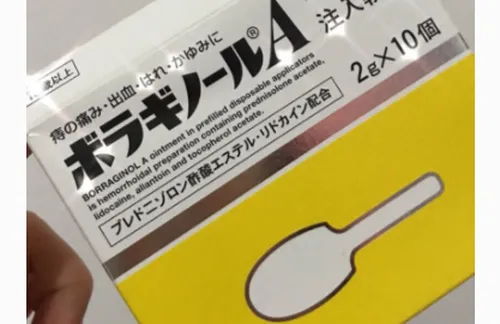 歳以上
痔の痛み・出血・はれ・かゆみに
ボラギノールA 注入
2g×10個
BORRAGINOL A ointment in prefilled disposable applicators
is hemorrhoidal preparation containing prednisolone acetate,
lidocaine, allantoin and tocopherol acetate.
プレドニゾロン酢酸エステル・リドカイン配合